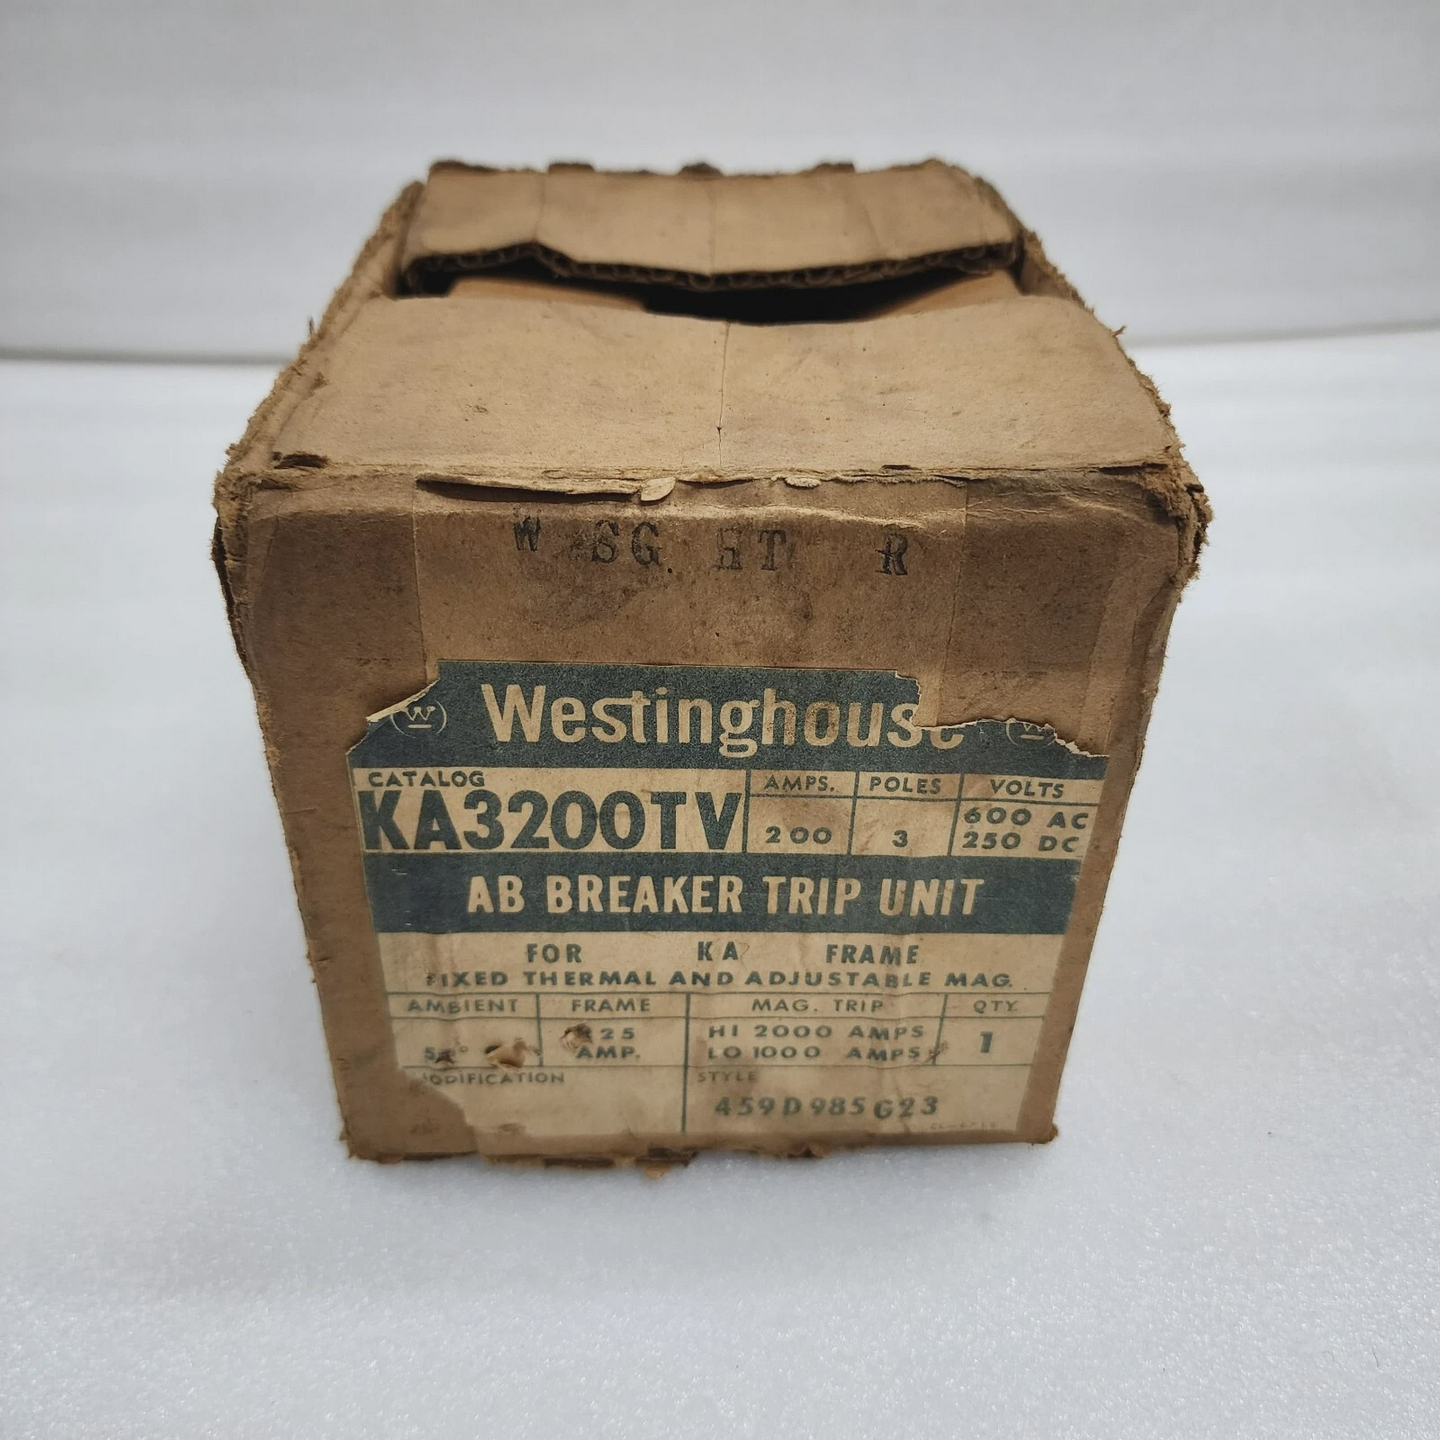 W SG. HT R
Westinghouse
CATALOG AMPS. POLES VOLTS
KA3200TV 200 3 600 AC
250 DC
AB BREAKER TRIP UNIT
FOR KA FRAME
FIXED THERMAL AND ADJUSTABLE MAG.
AMBIENT FRAME MAG. TRIP QTY.
25 HI 2000 AMPS 1
AMP. LO 1000 AMPS
MODIFICATION STYLE
459D985G23